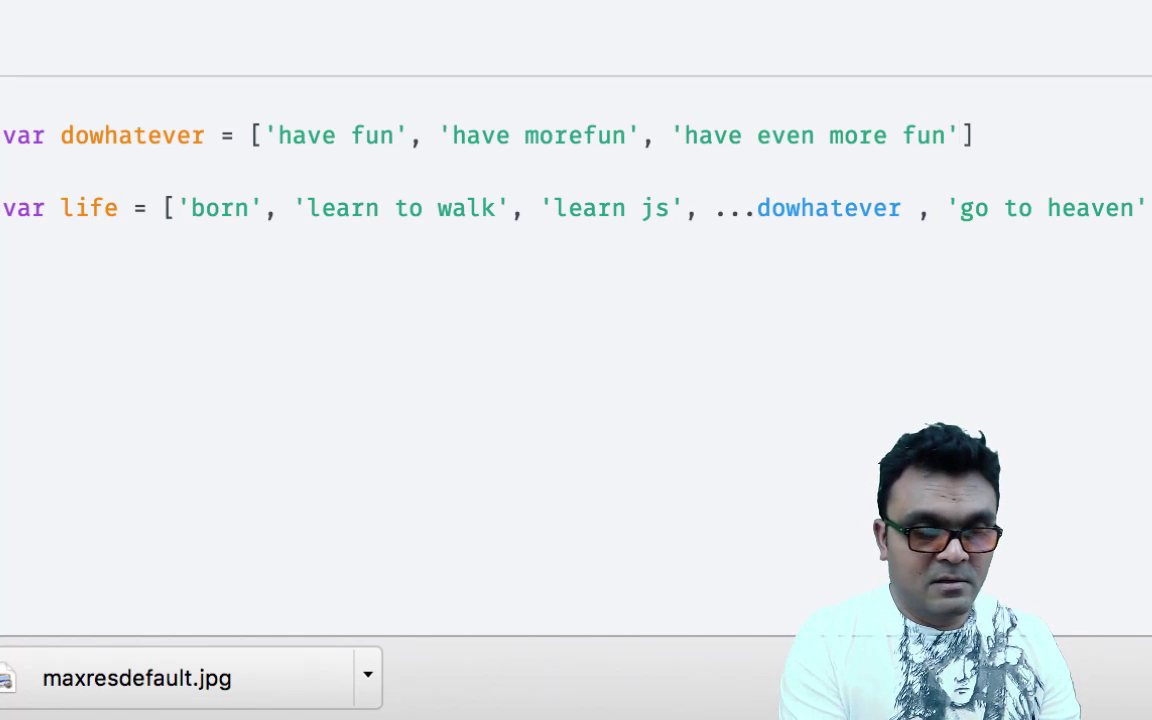 var dowhatever = ['have fun', 'have morefun', 'have even more fun']
var life = ['born', 'learn to walk', 'learn js', ...dowhatever , 'go to heaven'
maxresdefault.jpg